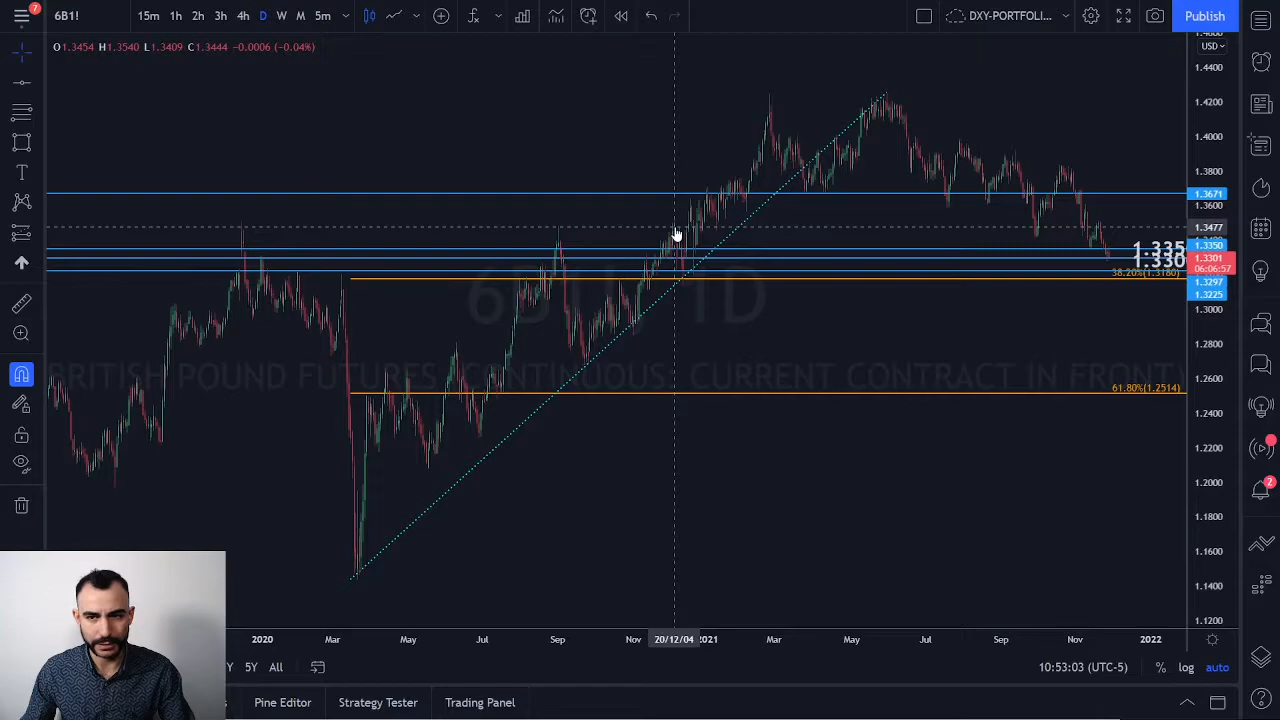 7
6B1!
15m 1h 2h 3h 4h D W M 5m
DXY-PORTFOLI...
Publish
O1.3454 H1.3540 L1.3409 C1.3444 −0.0006 (−0.04%)
USD
1.4400
1.4200
1.4000
1.3800
1.3671
1.3600
1.3477
1.335
1.3350
1.330
1.3301
06:06:57
38.20%(1.3180)
1.3297
1.3225
6B1!, 1D
1.3000
1.2800
BRITISH POUND FUTURES (CONTINUOUS: CURRENT CONTRACT IN FRONT)
61.80%(1.2514)
1.2600
1.2400
1.2200
1.2000
1.1800
1.1600
1.1400
1.1200
2
2020 Mar May Jul Sep Nov 20/12/04 2021 Mar May Jul Sep Nov 2022
Y 5Y All
10:53:03 (UTC-5)
% log auto
Pine Editor Strategy Tester Trading Panel